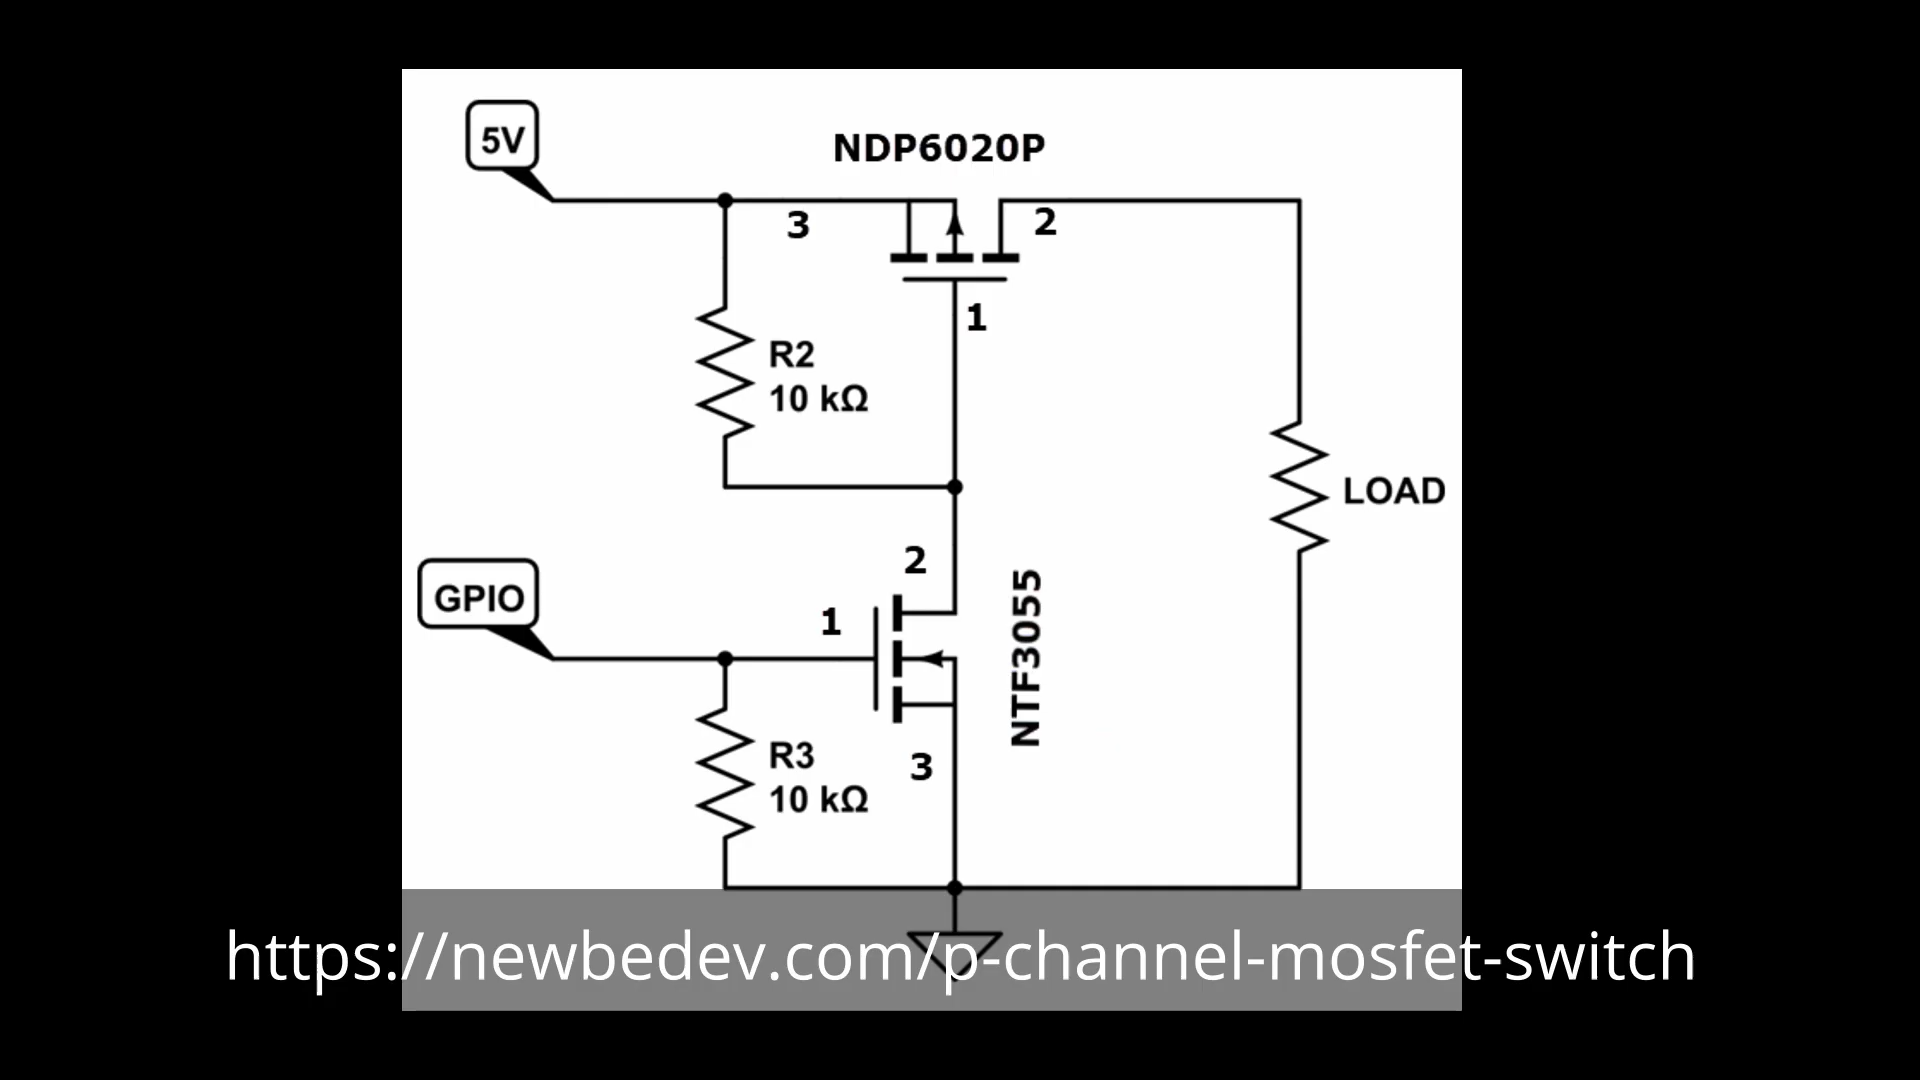 5V
NDP6020P
3
2
1
R2
10 kΩ
LOAD
2
GPIO
1
NTF3055
3
R3
10 kΩ
https://newbedev.com/p-channel-mosfet-switch